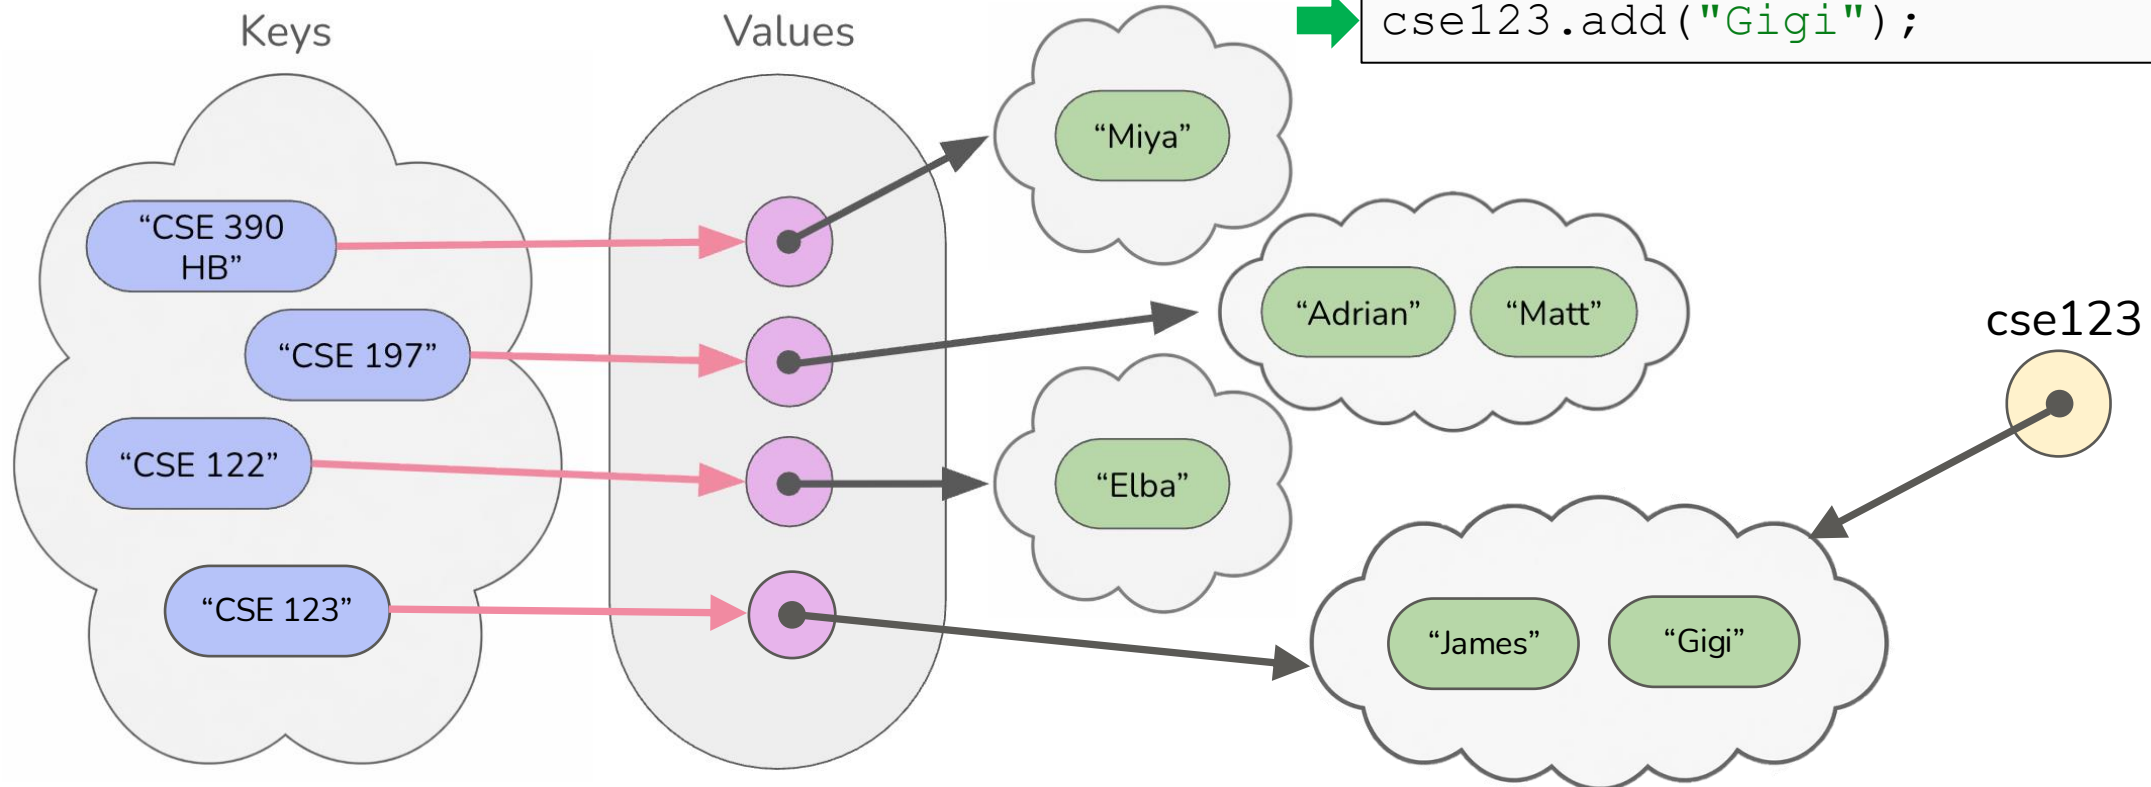 Keys
Values
cse123.add("Gigi");
“Miya”
“CSE 390
HB”
“Adrian”
“Matt”
cse123
“CSE 197”
“CSE 122”
“Elba”
“CSE 123”
“James”
“Gigi”